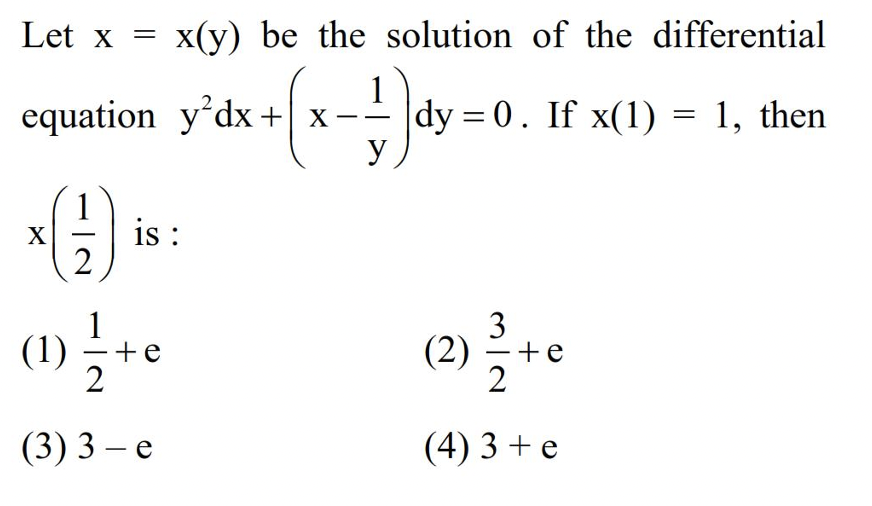 Let x = x(y) be the solution of the differential
equation y²dx + (x − 1/y)dy = 0. If x(1) = 1, then
x(1/2) is :
(1) 1/2 + e (2) 3/2 + e
(3) 3 – e (4) 3 + e